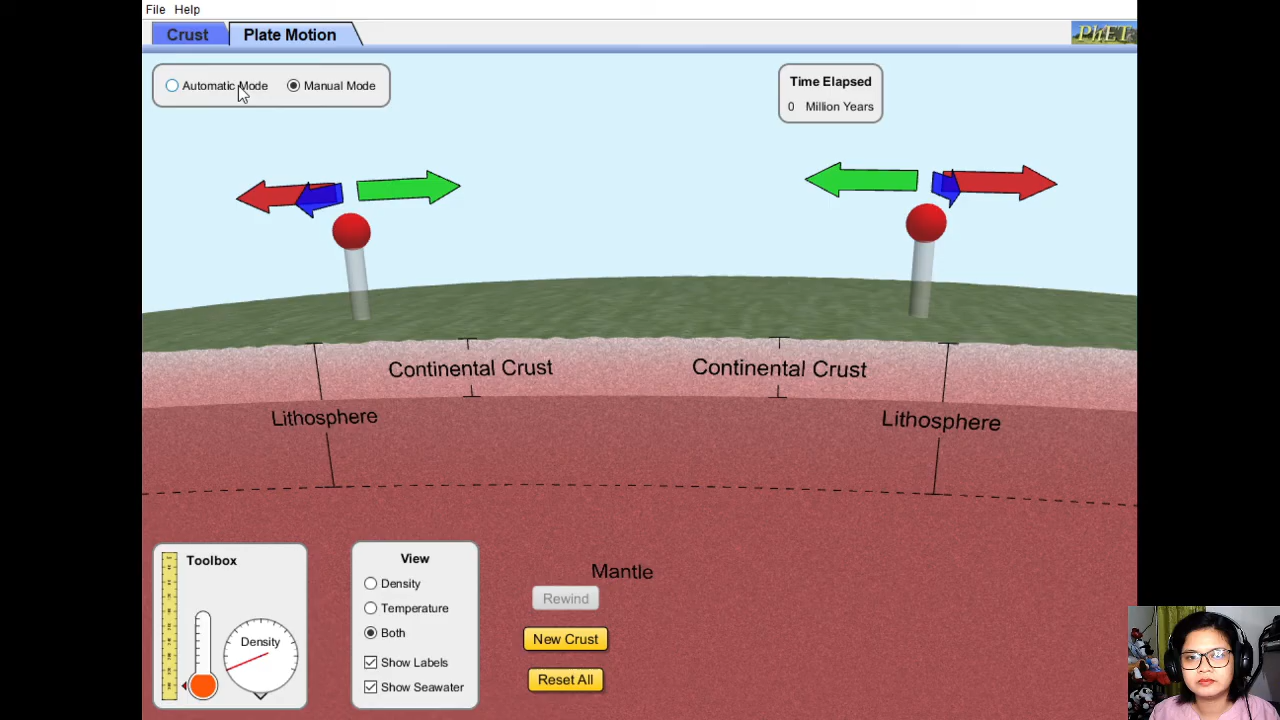 File Help
Crust Plate Motion
PhET
Automatic Mode Manual Mode
Time Elapsed
0 Million Years
Continental Crust Continental Crust
Lithosphere Lithosphere
Mantle
Toolbox
Density
View
Density
Temperature
Both
Show Labels
Show Seawater
Rewind
New Crust
Reset All